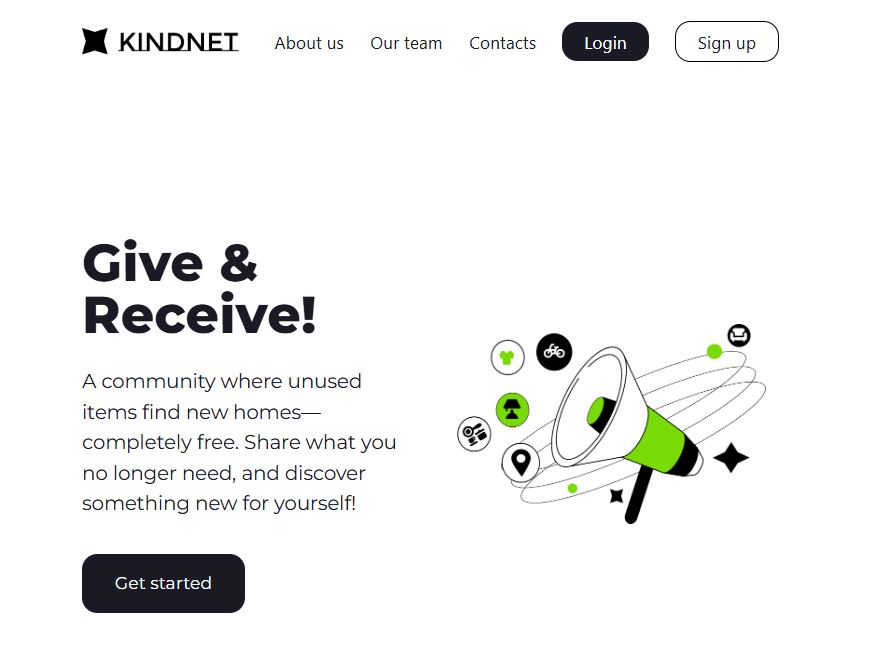 KINDNET About us Our team Contacts Login Sign up
Give &
Receive!
A community where unused
items find new homes—
completely free. Share what you
no longer need, and discover
something new for yourself!
Get started